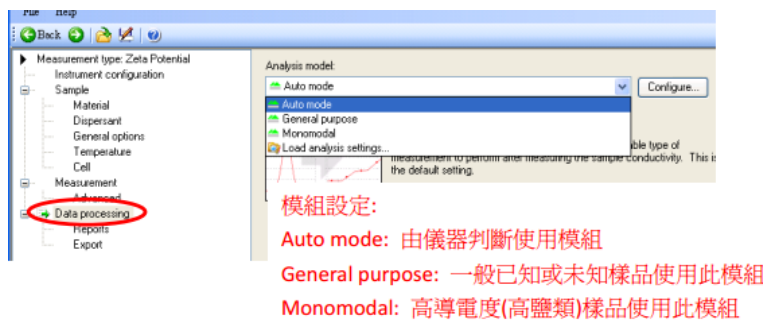 File Help
Back
Measurement type: Zeta Potential
Instrument configuration
Sample
Material
Dispersant
General options
Temperature
Cell
Measurement
Advanced
Data processing
Reports
Export
Analysis model:
Auto mode
Configure...
Auto mode
General purpose
Monomodal
Load analysis settings...
type of
measurement to perform after measuring the sample conductivity. This is
the default setting.
模組設定:
Auto mode: 由儀器判斷使用模組
General purpose: 一般已知或未知樣品使用此模組
Monomodal: 高導電度(高鹽類)樣品使用此模組